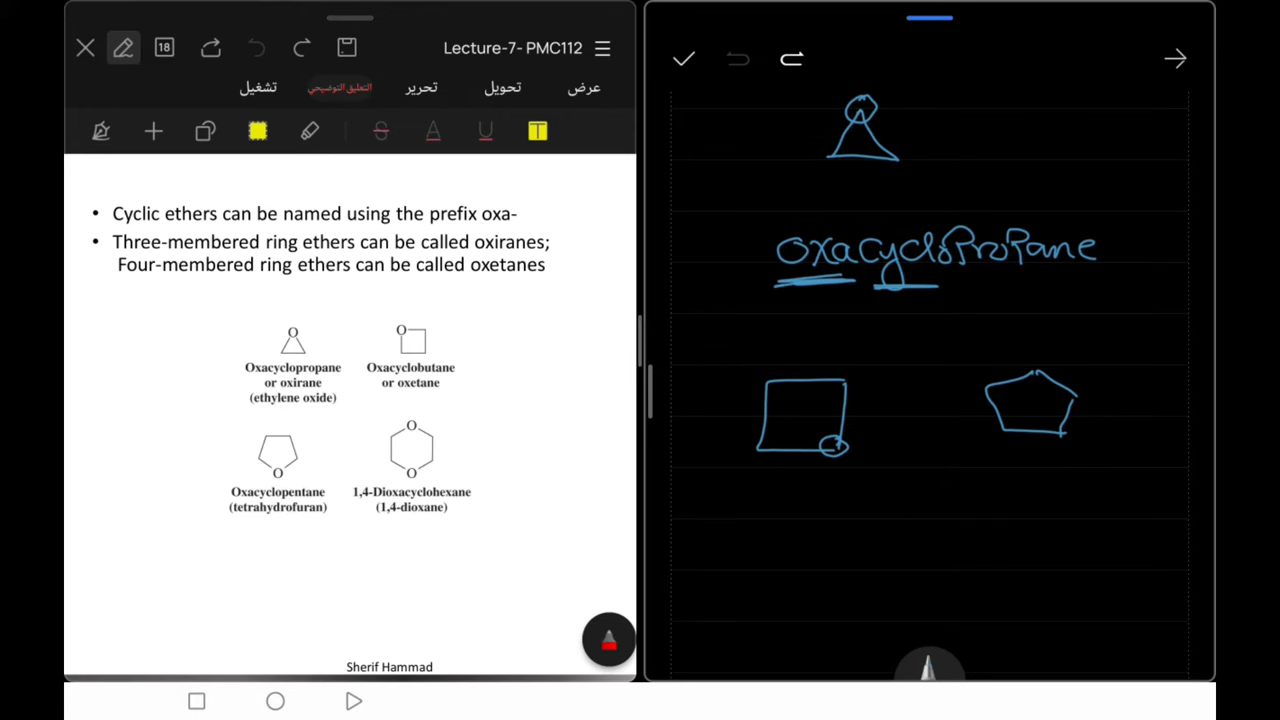 18
Lecture-7- PMC112
عرض
تحويل
تحرير
التعليق التوضيحي
تشغيل
S A U T
• Cyclic ethers can be named using the prefix oxa-
• Three-membered ring ethers can be called oxiranes;
Four-membered ring ethers can be called oxetanes
O
Oxacyclopropane
or oxirane
(ethylene oxide)
O
Oxacyclobutane
or oxetane
O
Oxacyclopentane
(tetrahydrofuran)
O
O
1,4-Dioxacyclohexane
(1,4-dioxane)
Sherif Hammad
oxacycloPropane